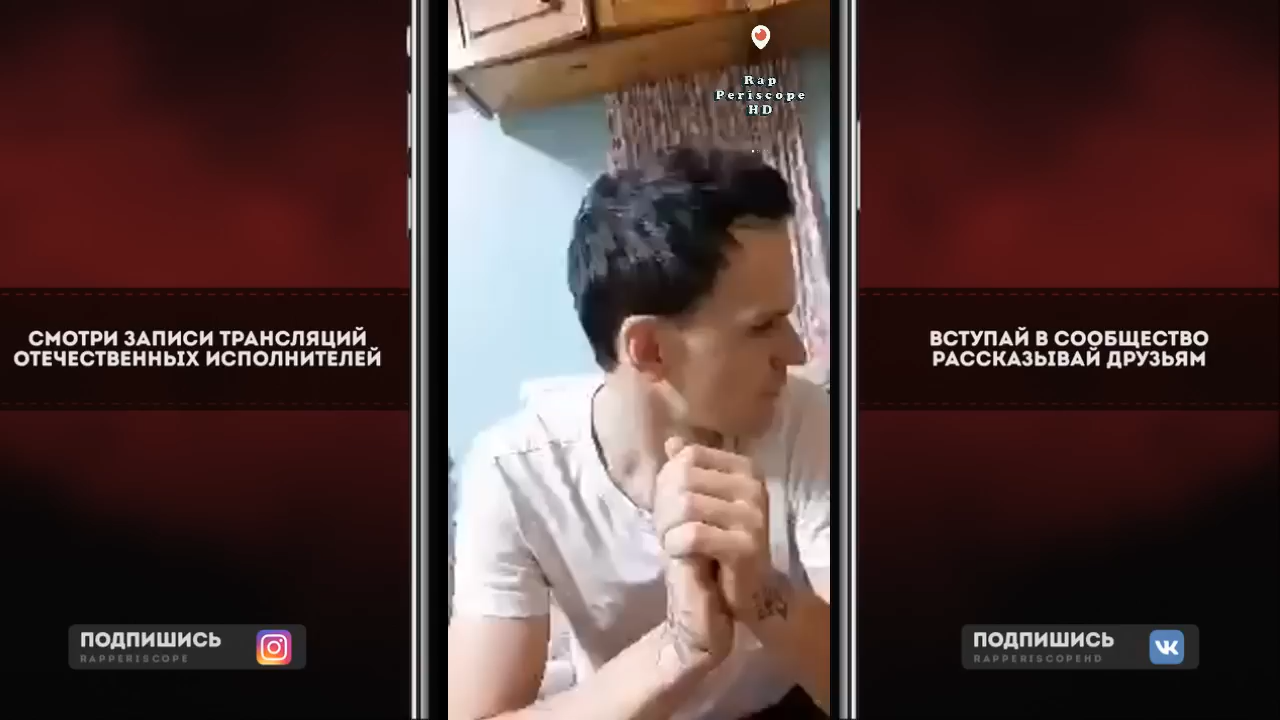 Rap
Periscope
HD
СМОТРИ ЗАПИСИ ТРАНСЛЯЦИЙ
ОТЕЧЕСТВЕННЫХ ИСПОЛНИТЕЛЕЙ
ВСТУПАЙ В СООБЩЕСТВО
РАССКАЗЫВАЙ ДРУЗЬЯМ
ПОДПИШИСЬ
RAPPERISCOPE
ПОДПИШИСЬ
RAPPERISCOPEHD